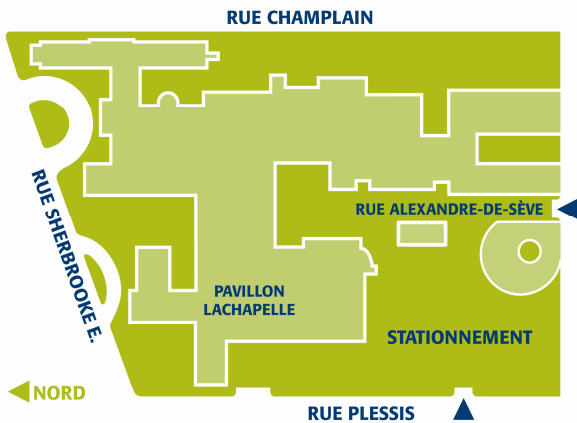 RUE CHAMPLAIN
RUE SHERBROOKE E.
RUE ALEXANDRE-DE-SÈVE
PAVILLON
LACHAPELLE
STATIONNEMENT
NORD
RUE PLESSIS